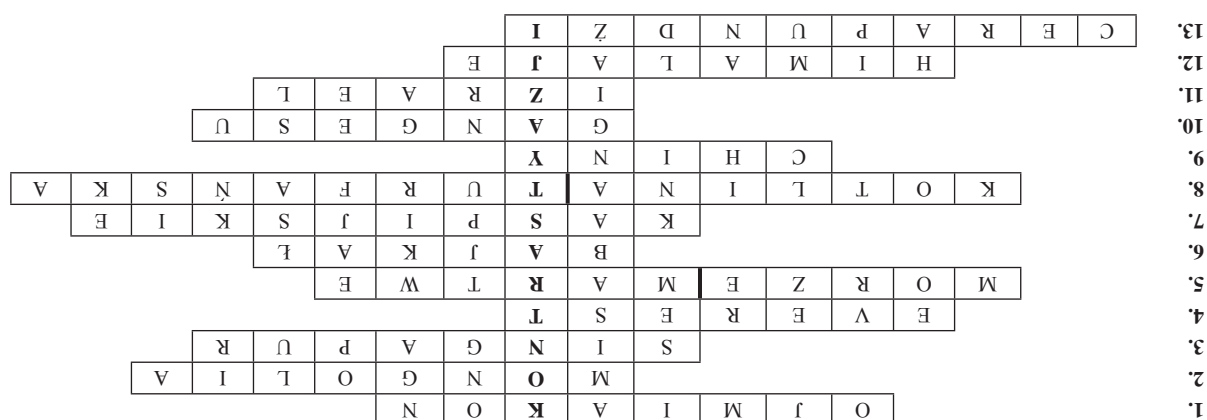 1. O J M I A K O N
2. M O N G O L I A
3. S I N G A P U R
4. E V E R E S T
5. M O R Z E M A R T W E
6. B A J K A Ł
7. K A S P I J S K I E
8. K O T L I N A T U R F A Ń S K A
9. C H I N Y
10. G A N G E S U
11. I Z R A E L
12. H I M A L A J E
13. C E R A P U N D Ż I